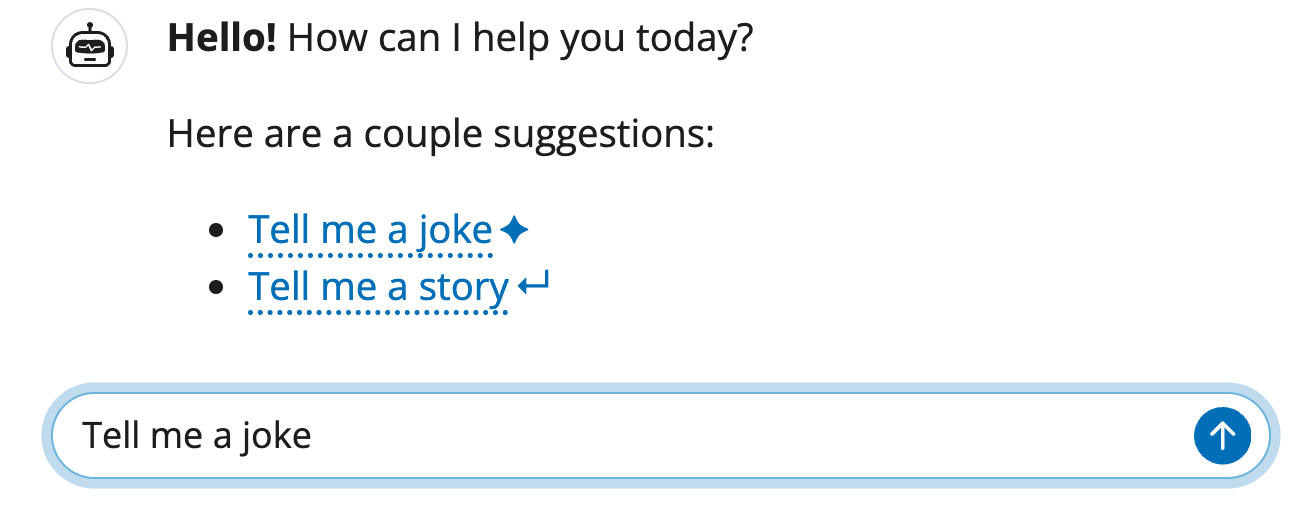 Hello! How can I help you today?
Here are a couple suggestions:
• Tell me a joke
• Tell me a story
Tell me a joke